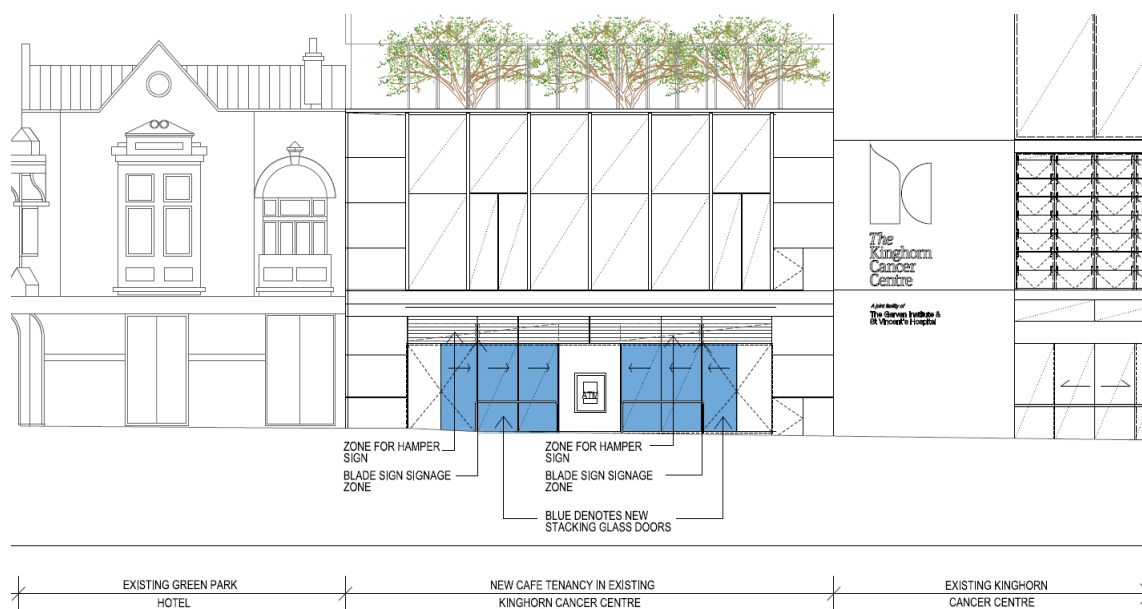 The
Kinghorn
Cancer
Centre
A joint facility of
The Garvan Institute &
St Vincent's Hospital
ATM
ZONE FOR HAMPER
SIGN
BLADE SIGN SIGNAGE
ZONE
ZONE FOR HAMPER
SIGN
BLADE SIGN SIGNAGE
ZONE
BLUE DENOTES NEW
STACKING GLASS DOORS
EXISTING GREEN PARK
HOTEL
NEW CAFE TENANCY IN EXISTING
KINGHORN CANCER CENTRE
EXISTING KINGHORN
CANCER CENTRE